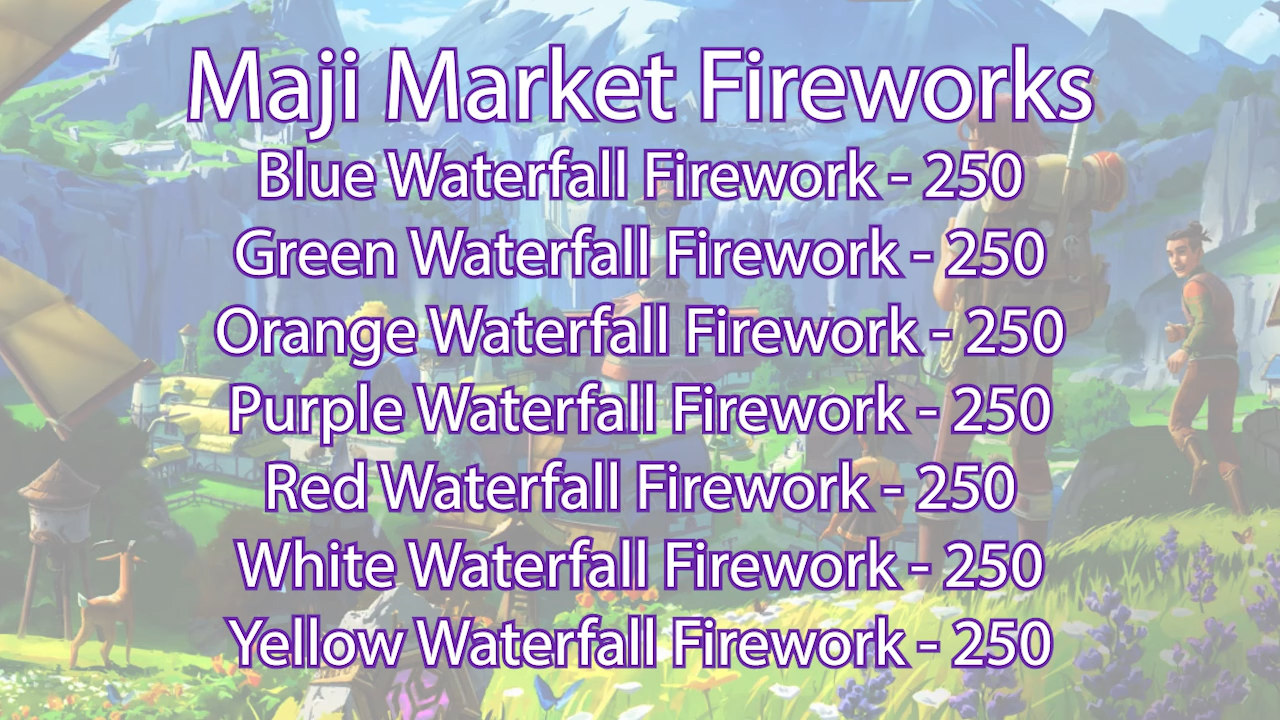 Maji Market Fireworks
Blue Waterfall Firework - 250
Green Waterfall Firework - 250
Orange Waterfall Firework - 250
Purple Waterfall Firework - 250
Red Waterfall Firework - 250
White Waterfall Firework - 250
Yellow Waterfall Firework - 250